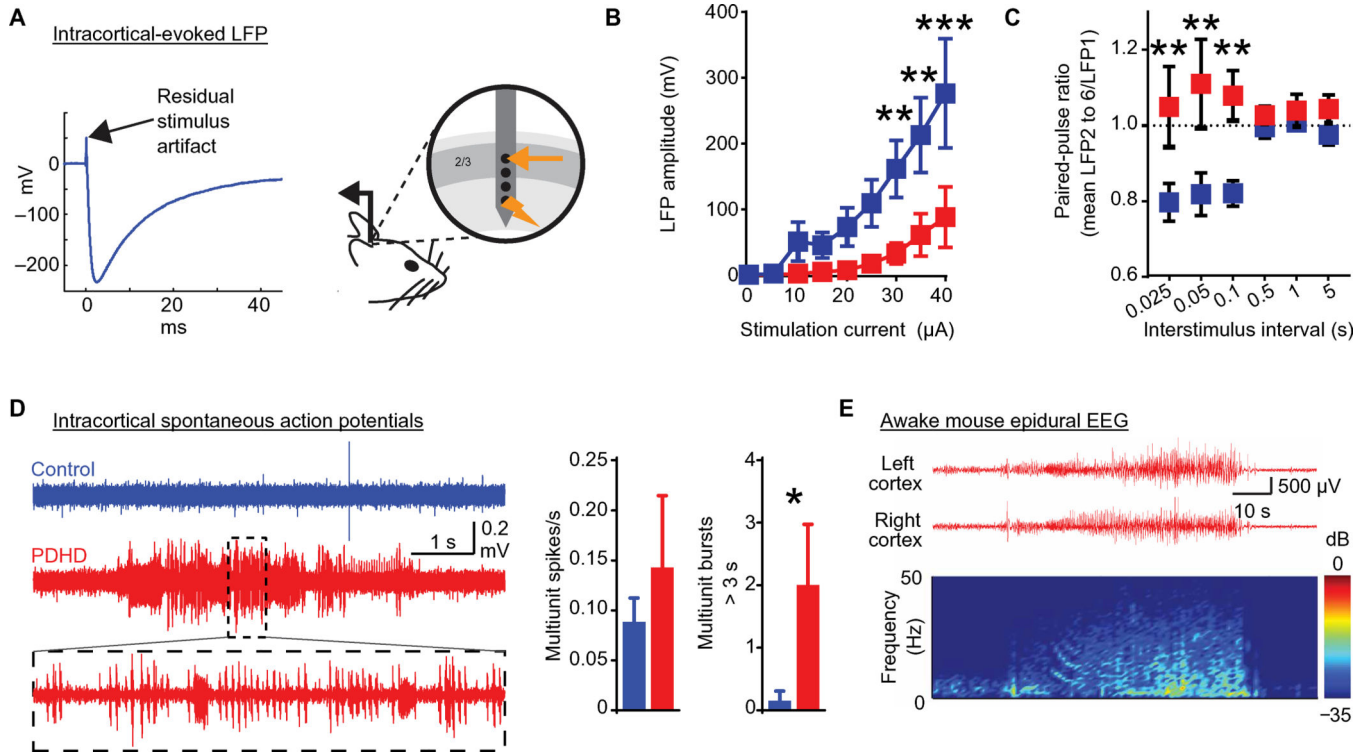 A
Intracortical-evoked LFP
Residual
stimulus
artifact
0
−100
−200
mV
0
20
40
ms
2/3
B
LFP amplitude (mV)
400
300
200
100
0
** ** ***
0
10
20
30
40
Stimulation current (µA)
C
Paired-pulse ratio
(mean LFP2 to 6/LFP1)
1.2
1.0
0.8
0.6
** ** **
0.025
0.05
0.1
0.5
1
5
Interstimulus interval (s)
D
Intracortical spontaneous action potentials
Control
PDHD
1 s
0.2
mV
Multiunit spikes/s
0.25
0.20
0.15
0.10
0.05
0.00
Multiunit bursts
> 3 s
4
3
2
1
0
*
E
Awake mouse epidural EEG
Left
cortex
Right
cortex
500 µV
10 s
Frequency
(Hz)
50
0
dB
0
−35